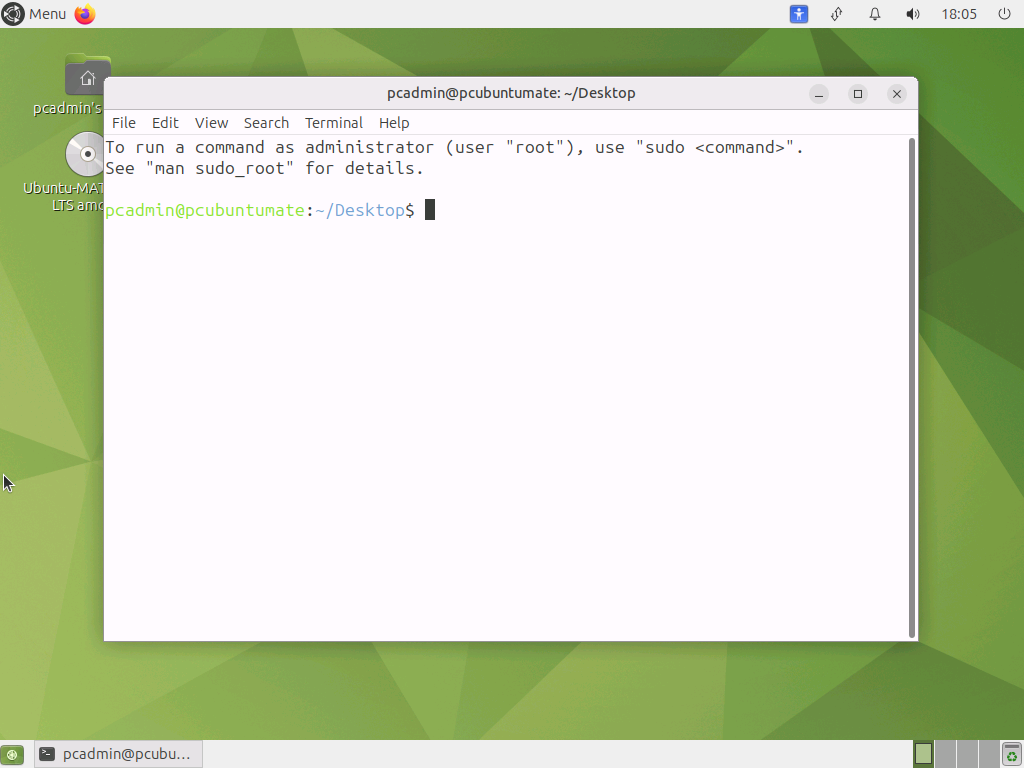 Menu
18:05
pcadmin's
Ubuntu-MAT
LTS amd
pcadmin@pcubuntumate: ~/Desktop
File Edit View Search Terminal Help
To run a command as administrator (user "root"), use "sudo <command>".
See "man sudo_root" for details.
pcadmin@pcubuntumate:~/Desktop$
pcadmin@pcubu...